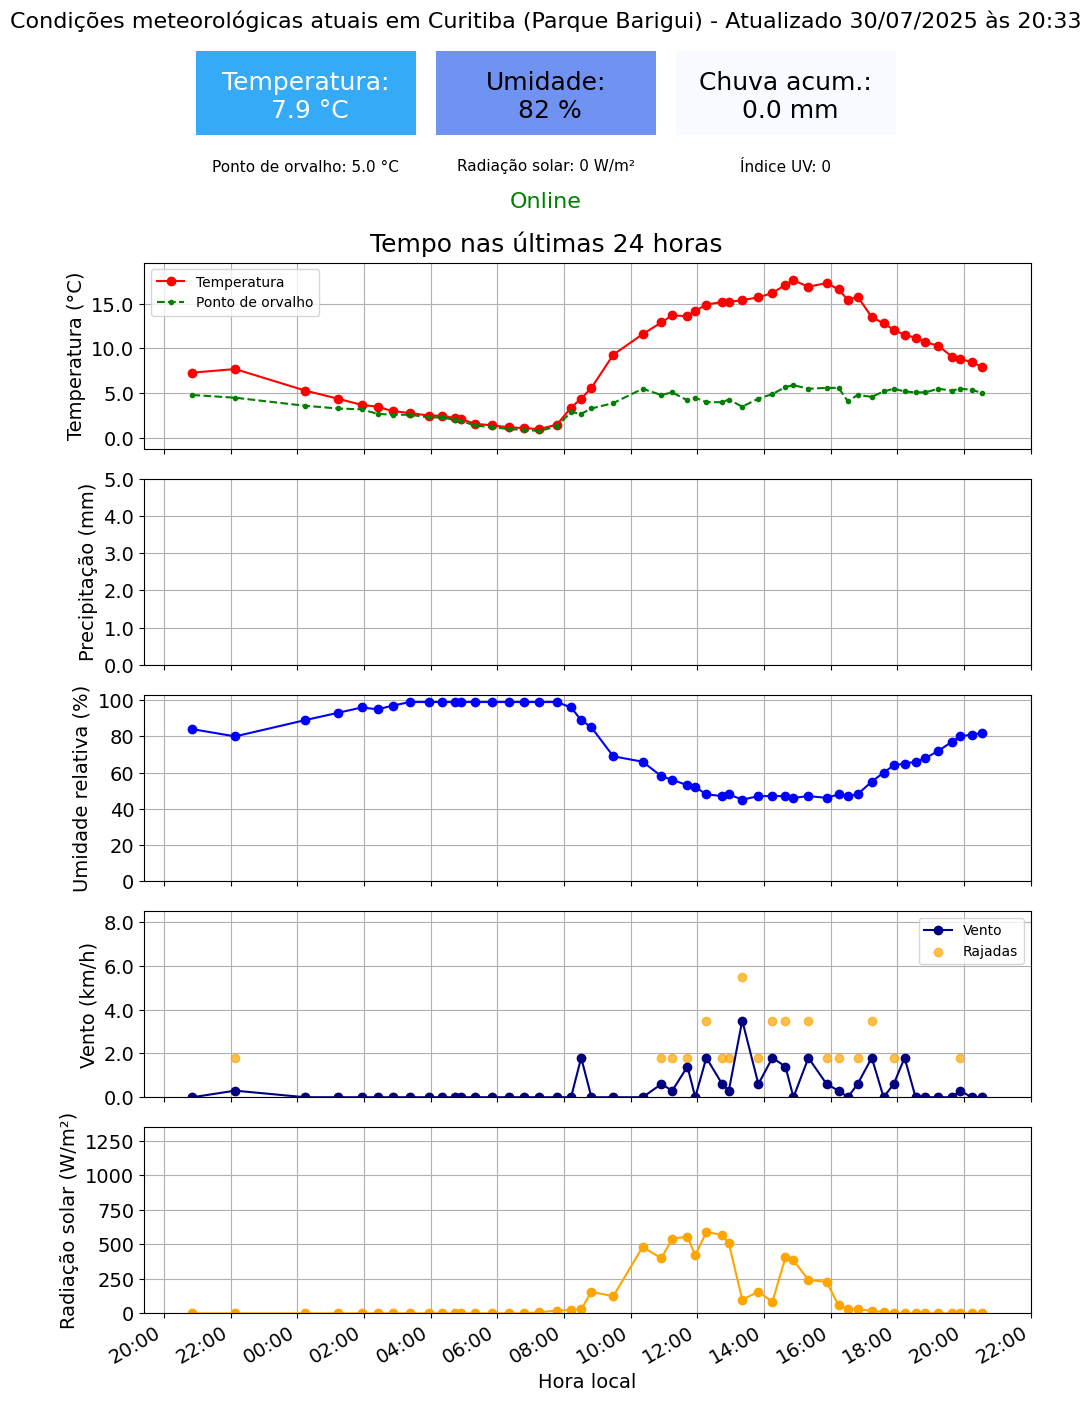 Condições meteorológicas atuais em Curitiba (Parque Barigui) - Atualizado 30/07/2025 às 20:33
Temperatura:
7.9 °C
Umidade:
82 %
Chuva acum.:
0.0 mm
Ponto de orvalho: 5.0 °C
Radiação solar: 0 W/m²
Índice UV: 0
Online
Tempo nas últimas 24 horas
Temperatura (°C)
15.0
10.0
5.0
0.0
Temperatura
Ponto de orvalho
Precipitação (mm)
5.0
4.0
3.0
2.0
1.0
0.0
Umidade relativa (%)
100
80
60
40
20
0
Vento (km/h)
8.0
6.0
4.0
2.0
0.0
Vento
Rajadas
Radiação solar (W/m²)
1250
1000
750
500
250
0
20:00
22:00
00:00
02:00
04:00
06:00
08:00
10:00
12:00
14:00
16:00
18:00
20:00
22:00
Hora local